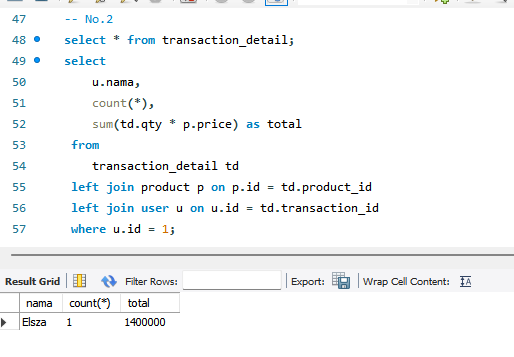 47 -- No.2
48 select * from transaction_detail;
49 select
50 u.nama,
51 count(*),
52 sum(td.qty * p.price) as total
53 from
54 transaction_detail td
55 left join product p on p.id = td.product_id
56 left join user u on u.id = td.transaction_id
57 where u.id = 1;
Result Grid Filter Rows: Export: Wrap Cell Content:
nama count(*) total
Elsza 1 1400000